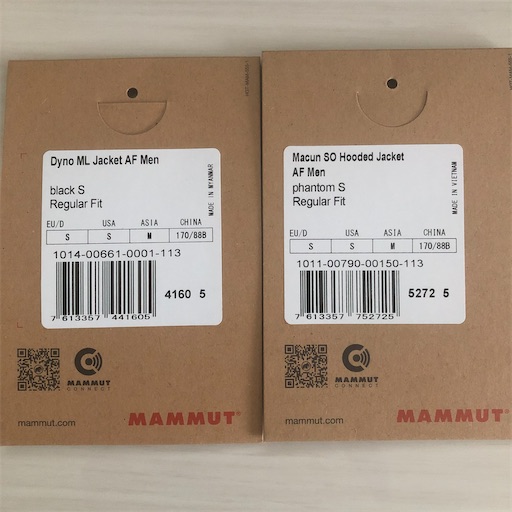 Dyno ML Jacket AF Men
black S
Regular Fit
MADE IN MYANMAR
EU/D USA ASIA CHINA
S S M 170/88B
1014-00661-0001-113
4160 5
7 613357 441605
MAMMUT
CONNECT
mammut.com
MAMMUT
Macun SO Hooded Jacket
AF Men
phantom S
Regular Fit
MADE IN VIETNAM
EU/D USA ASIA CHINA
S S M 170/88B
1011-00790-00150-113
5272 5
7 613357 752725
MAMMUT
CONNECT
mammut.com
MAMMUT